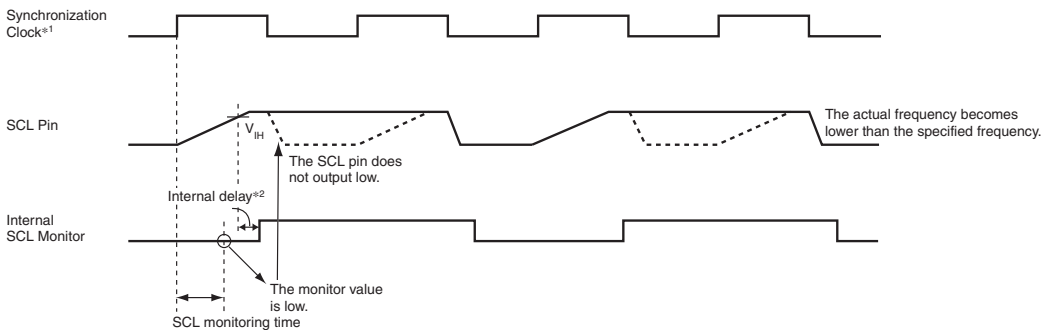 Synchronization
Clock*1
SCL Pin
VIH
The actual frequency becomes
lower than the specified frequency.
The SCL pin does
not output low.
Internal delay*2
Internal
SCL Monitor
The monitor value
is low.
SCL monitoring time